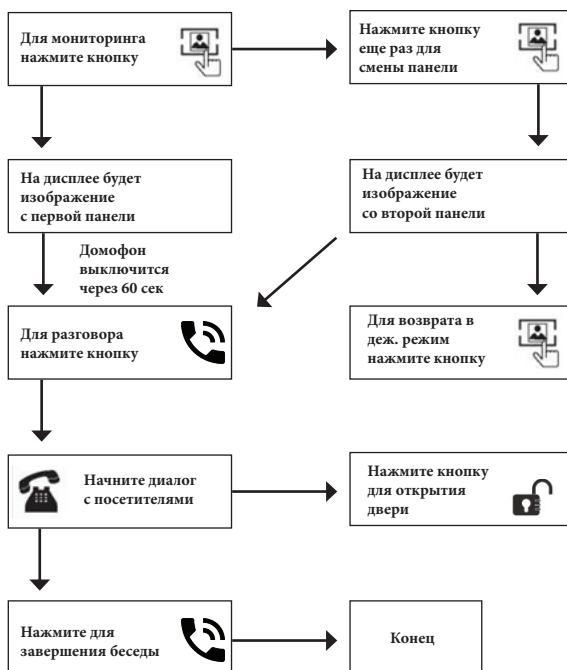 Для мониторинга
нажмите кнопку
Нажмите кнопку
еще раз для
смены панели
На дисплее будет
изображение
с первой панели
На дисплее будет
изображение
со второй панели
Домофон
выключится
через 60 сек
Для разговора
нажмите кнопку
Для возврата в
деж. режим
нажмите кнопку
Начните диалог
с посетителями
Нажмите кнопку
для открытия
двери
Нажмите для
завершения беседы
Конец